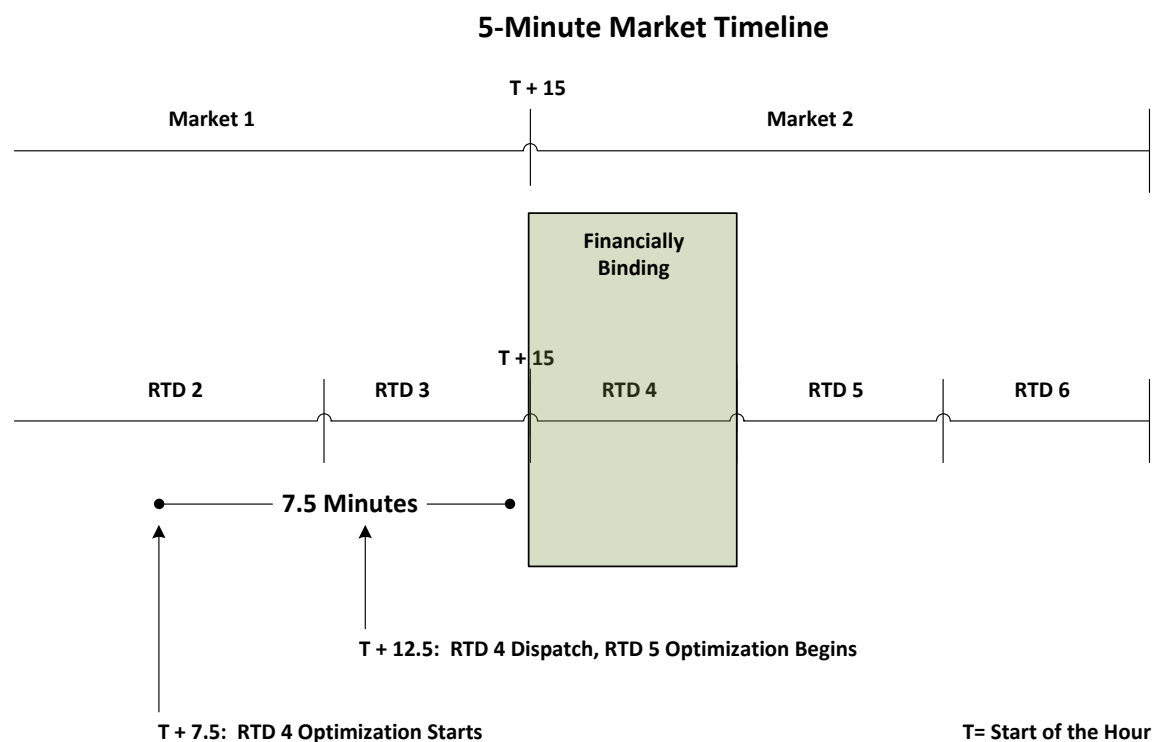 5-Minute Market Timeline
T + 15
Market 1
Market 2
Financially
Binding
T + 15
RTD 2
RTD 3
RTD 4
RTD 5
RTD 6
7.5 Minutes
T + 12.5:  RTD 4 Dispatch, RTD 5 Optimization Begins
T + 7.5:  RTD 4 Optimization Starts
T= Start of the Hour